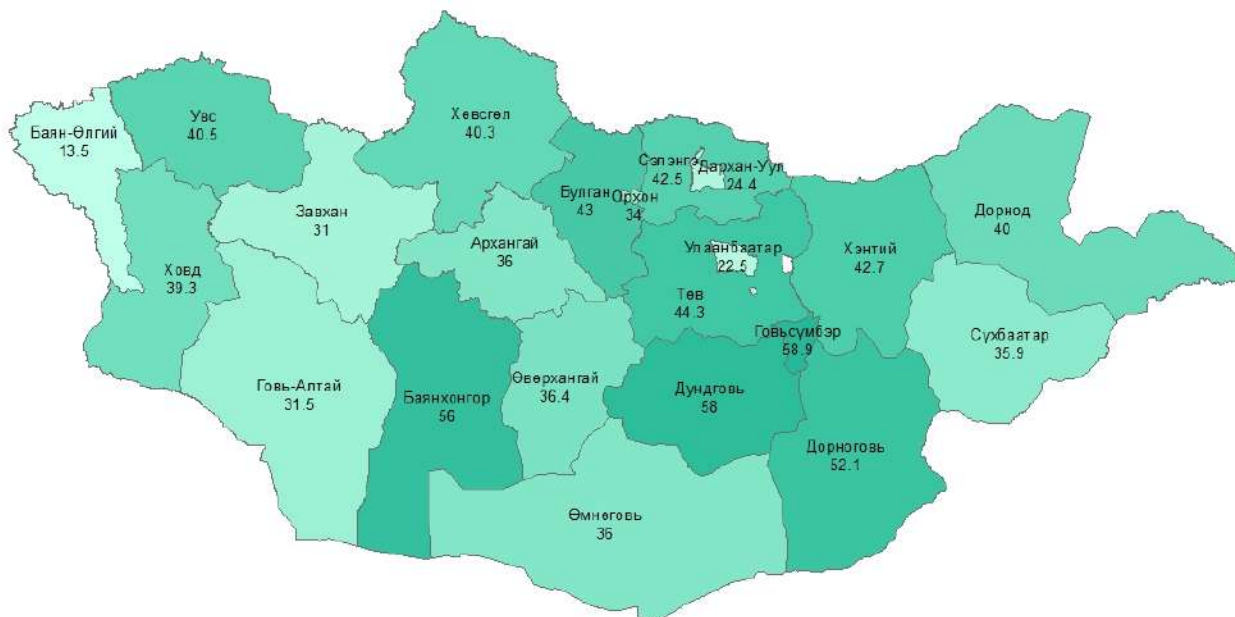 Баян-Өлгий
13.5
Увс
40.5
Хөвсгөл
40.3
Ховд
39.3
Завхан
31
Архангай
36
Булган
43
Орхон
34
Сэлэнгэ
42.5
Дархан-Уул
24.4
Улаанбаатар
22.5
Төв
44.3
Хэнтий
42.7
Дорнод
40
Сүхбаатар
35.9
Говьсүмбэр
58.9
Говь-Алтай
31.5
Баянхонгор
56
Өвөрхангай
36.4
Дундговь
58
Дорноговь
52.1
Өмнөговь
36